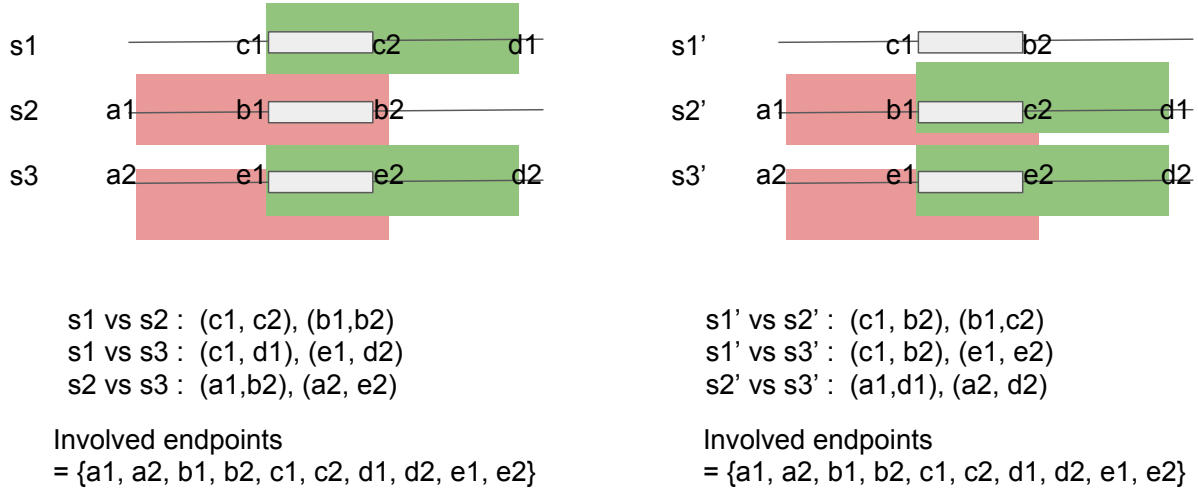 s1 c1 c2 d1
s2 a1 b1 b2
s3 a2 e1 e2 d2
s1 vs s2 : (c1, c2), (b1,b2)
s1 vs s3 : (c1, d1), (e1, d2)
s2 vs s3 : (a1,b2), (a2, e2)
Involved endpoints
= {a1, a2, b1, b2, c1, c2, d1, d2, e1, e2}
s1’ c1 b2
s2’ a1 b1 c2 d1
s3’ a2 e1 e2 d2
s1’ vs s2’ : (c1, b2), (b1,c2)
s1’ vs s3’ : (c1, b2), (e1, e2)
s2’ vs s3’ : (a1,d1), (a2, d2)
Involved endpoints
= {a1, a2, b1, b2, c1, c2, d1, d2, e1, e2}